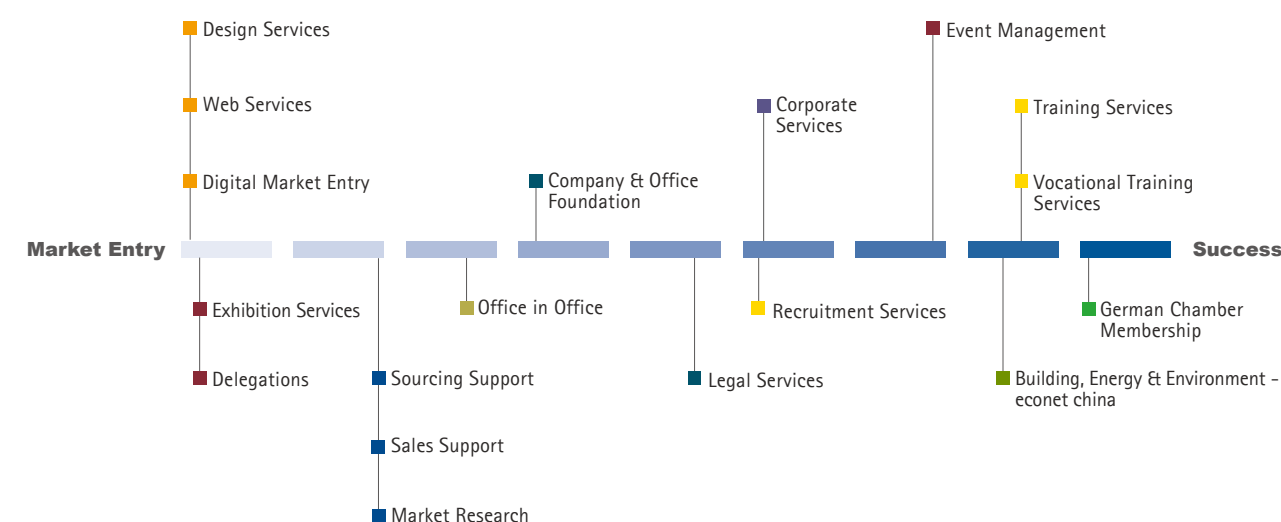 Design Services
Event Management
Web Services
Corporate
Services
Training Services
Digital Market Entry
Company & Office
Foundation
Vocational Training
Services
Market Entry
Success
Exhibition Services
Office in Office
Recruitment Services
German Chamber
Membership
Delegations
Sourcing Support
Legal Services
Building, Energy & Environment -
econet china
Sales Support
Market Research